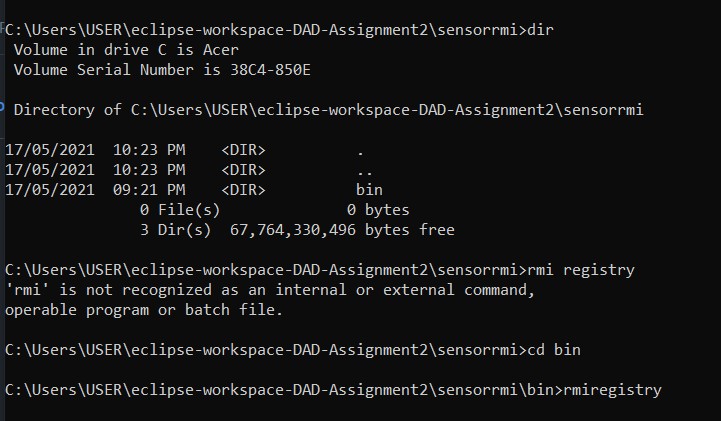 C:\Users\USER\eclipse-workspace-DAD-Assignment2\sensorrmi>dir
Volume in drive C is Acer
Volume Serial Number is 38C4-850E
Directory of C:\Users\USER\eclipse-workspace-DAD-Assignment2\sensorrmi
17/05/2021 10:23 PM <DIR> .
17/05/2021 10:23 PM <DIR> ..
17/05/2021 09:21 PM <DIR> bin
0 File(s) 0 bytes
3 Dir(s) 67,764,330,496 bytes free
C:\Users\USER\eclipse-workspace-DAD-Assignment2\sensorrmi>rmi registry
'rmi' is not recognized as an internal or external command,
operable program or batch file.
C:\Users\USER\eclipse-workspace-DAD-Assignment2\sensorrmi>cd bin
C:\Users\USER\eclipse-workspace-DAD-Assignment2\sensorrmi\bin>rmiregistry